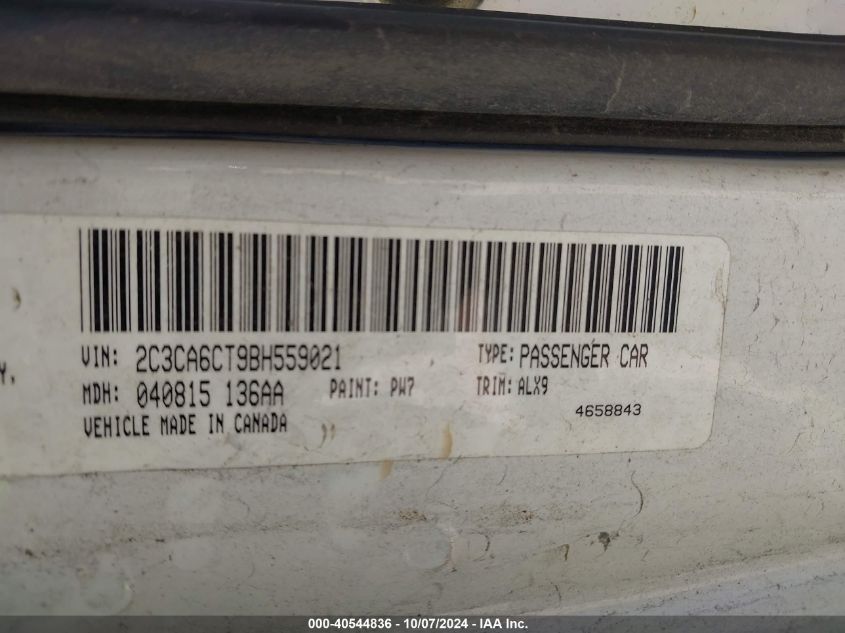 VIN: 2C3CA6CT9BH559021 TYPE: PASSENGER CAR
Y.
MDH: 040815 136AA PAINT: PW7 TRIM: ALX9
4658843
VEHICLE MADE IN CANADA
000-40544836 - 10/07/2024 - IAA Inc.